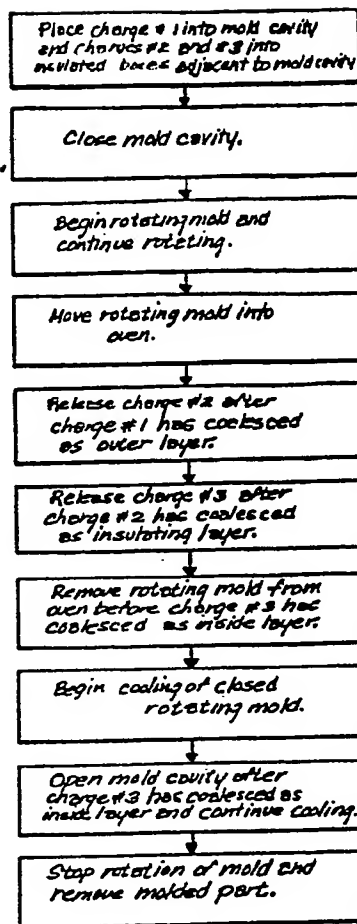 Place charge #1 into mold cavity
and charges #2 and #3 into
insulated boxes adjacent to mold cavity
Close mold cavity.
Begin rotating mold and
continue rotating.
Move rotating mold into
oven.
Release charge #2 after
charge #1 has coalesced
as outer layer.
Release charge #3 after
charge #2 has coalesced
as insulating layer.
Remove rotating mold from
oven before charge #3 has
coalesced as inside layer.
Begin cooling of closed
rotating mold.
Open mold cavity after
charge #3 has coalesced as
inside layer and continue cooling.
Stop rotation of mold and
remove molded part.